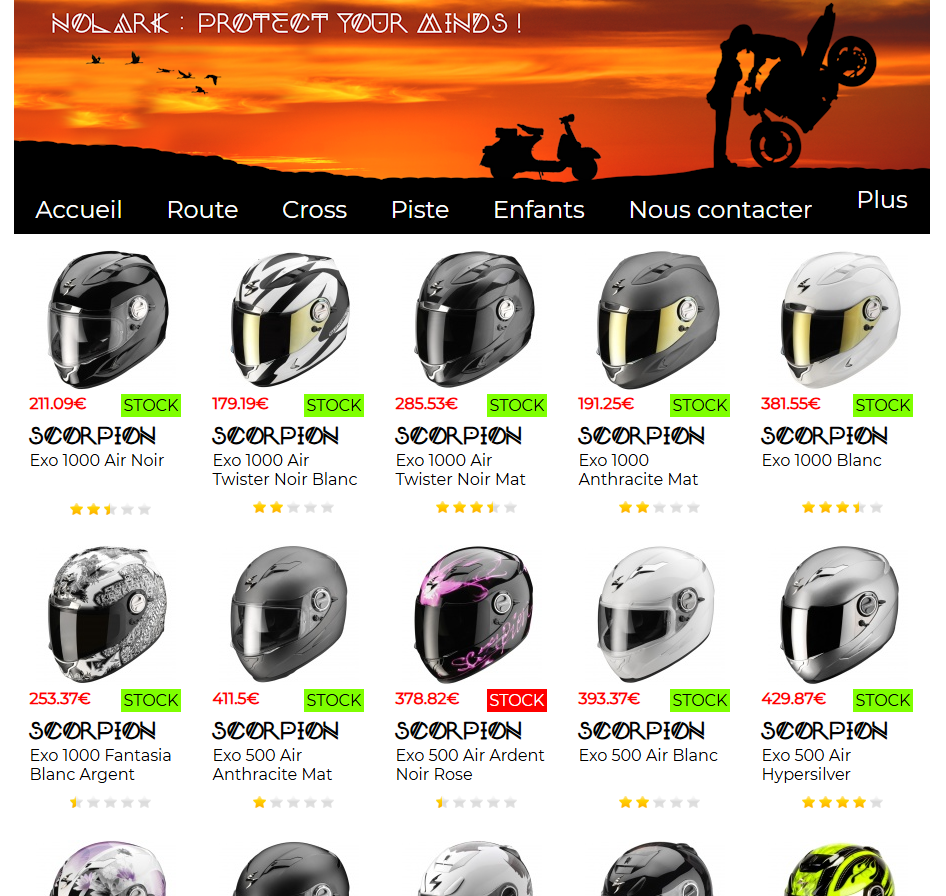 NOLARK : PROTECT YOUR MINDS !
Accueil Route Cross Piste Enfants Nous contacter Plus
211.09€ STOCK 179.19€ STOCK 285.53€ STOCK 191.25€ STOCK 381.55€ STOCK
SCORPION SCORPION SCORPION SCORPION SCORPION
Exo 1000 Air Noir Exo 1000 Air Exo 1000 Air Exo 1000 Exo 1000 Blanc
Twister Noir Blanc Twister Noir Mat Anthracite Mat
253.37€ STOCK 411.5€ STOCK 378.82€ STOCK 393.37€ STOCK 429.87€ STOCK
SCORPION SCORPION SCORPION SCORPION SCORPION
Exo 1000 Fantasia Exo 500 Air Exo 500 Air Ardent Exo 500 Air Blanc Exo 500 Air
Blanc Argent Anthracite Mat Noir Rose Hypersilver